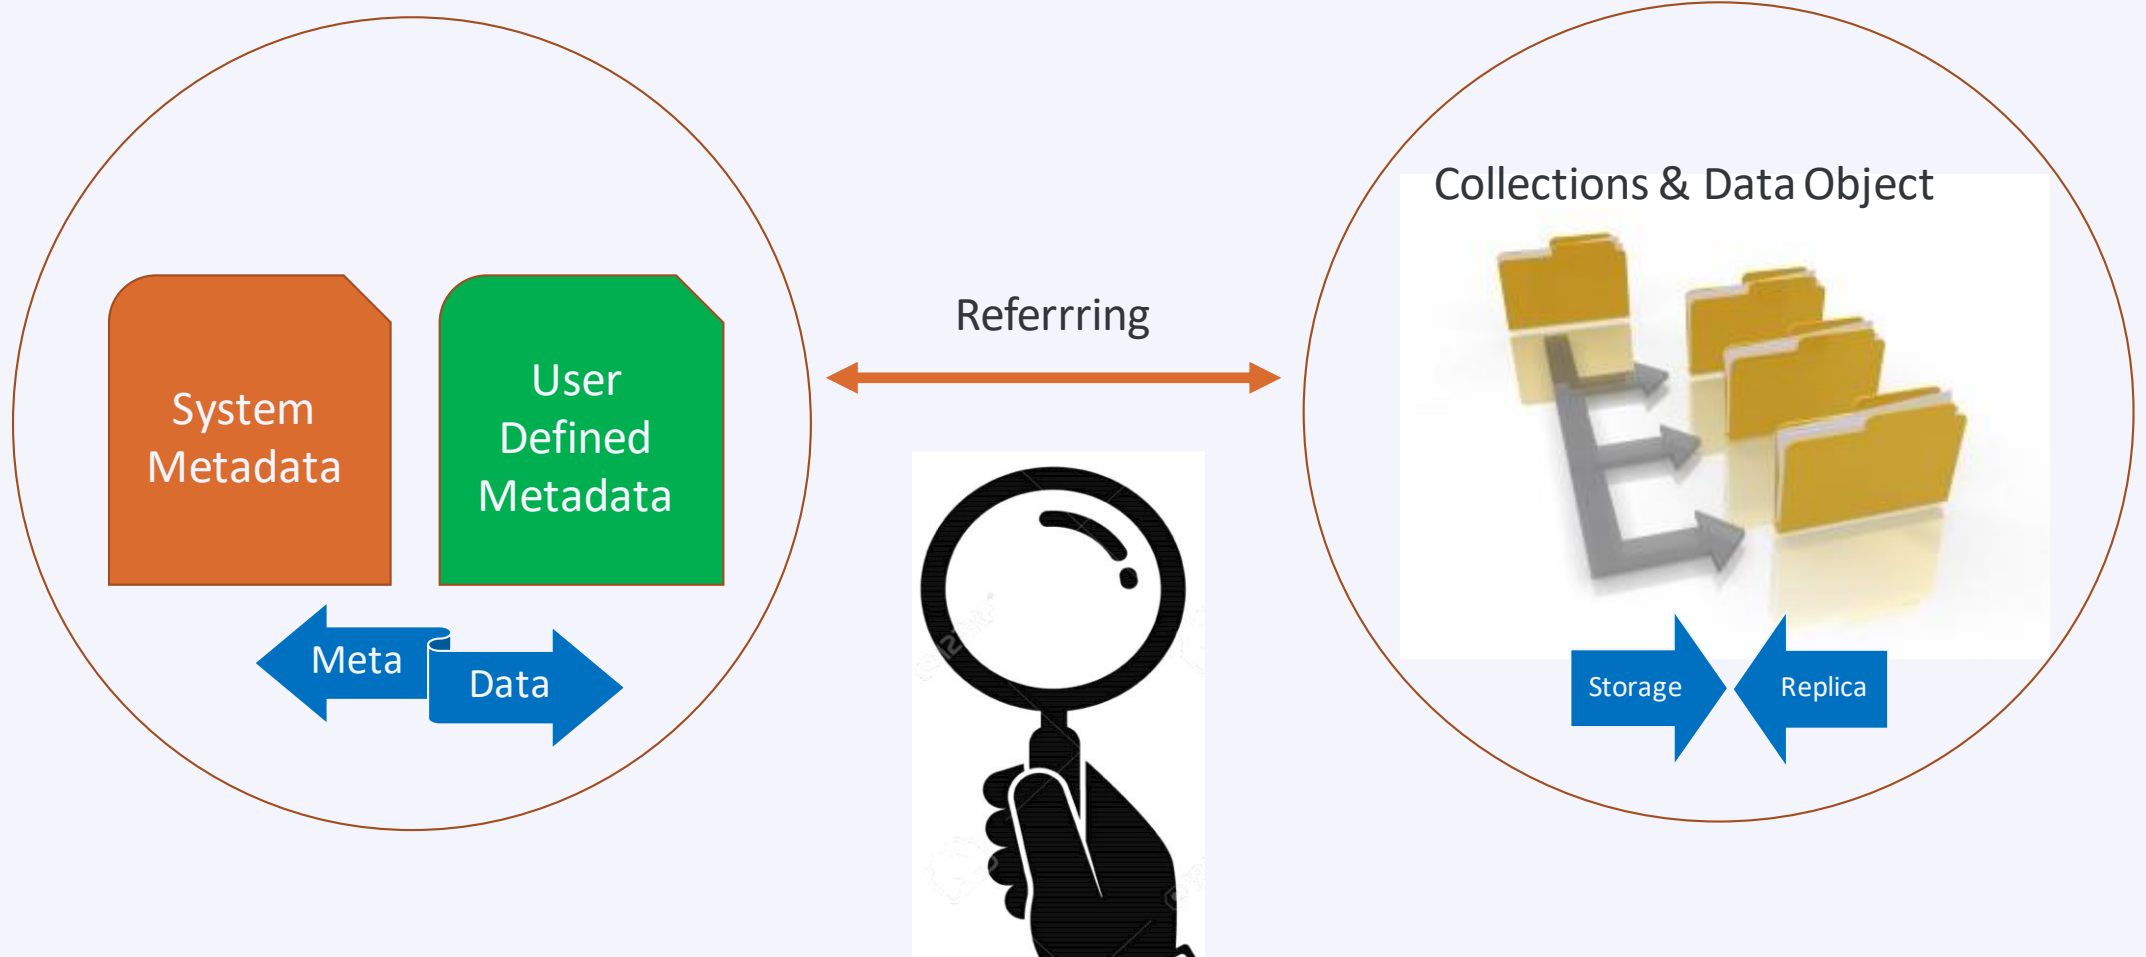 System
Metadata
User
Defined
Metadata
Meta
Data
Referrring
Collections & Data Object
Storage
Replica